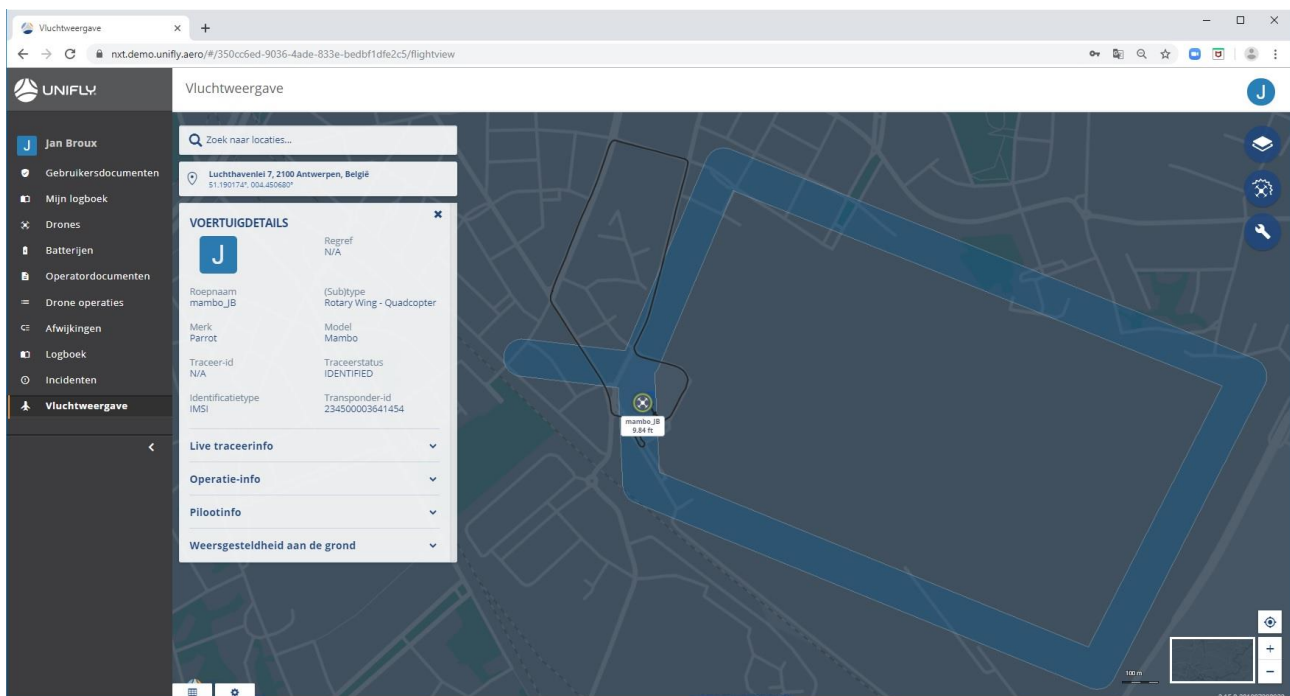 Vluchtweergave
nxt.demo.unifly.aero/#/350cc6ed-9036-4ade-833e-bedbf1dfe2c5/flightview
UNIFLY
Vluchtweergave
J
J Jan Broux
Gebruikersdocumenten
Mijn logboek
Drones
Batterijen
Operatordocumenten
Drone operaties
Afwijkingen
Logboek
Incidenten
Vluchtweergave
Zoek naar locaties...
Luchthavenlei 7, 2100 Antwerpen, België
51.190174°, 004.450680°
VOERTUIGDETAILS
J
Regref
N/A
Roepnaam
mambo_JB
(Sub)type
Rotary Wing - Quadcopter
Merk
Parrot
Model
Mambo
Traceer-id
N/A
Traceerstatus
IDENTIFIED
Identificatietype
IMSI
Transponder-id
234500003641454
Live traceerinfo
Operatie-info
Pilootinfo
Weersgesteldheid aan de grond
mambo_JB
9.84 ft
100 m